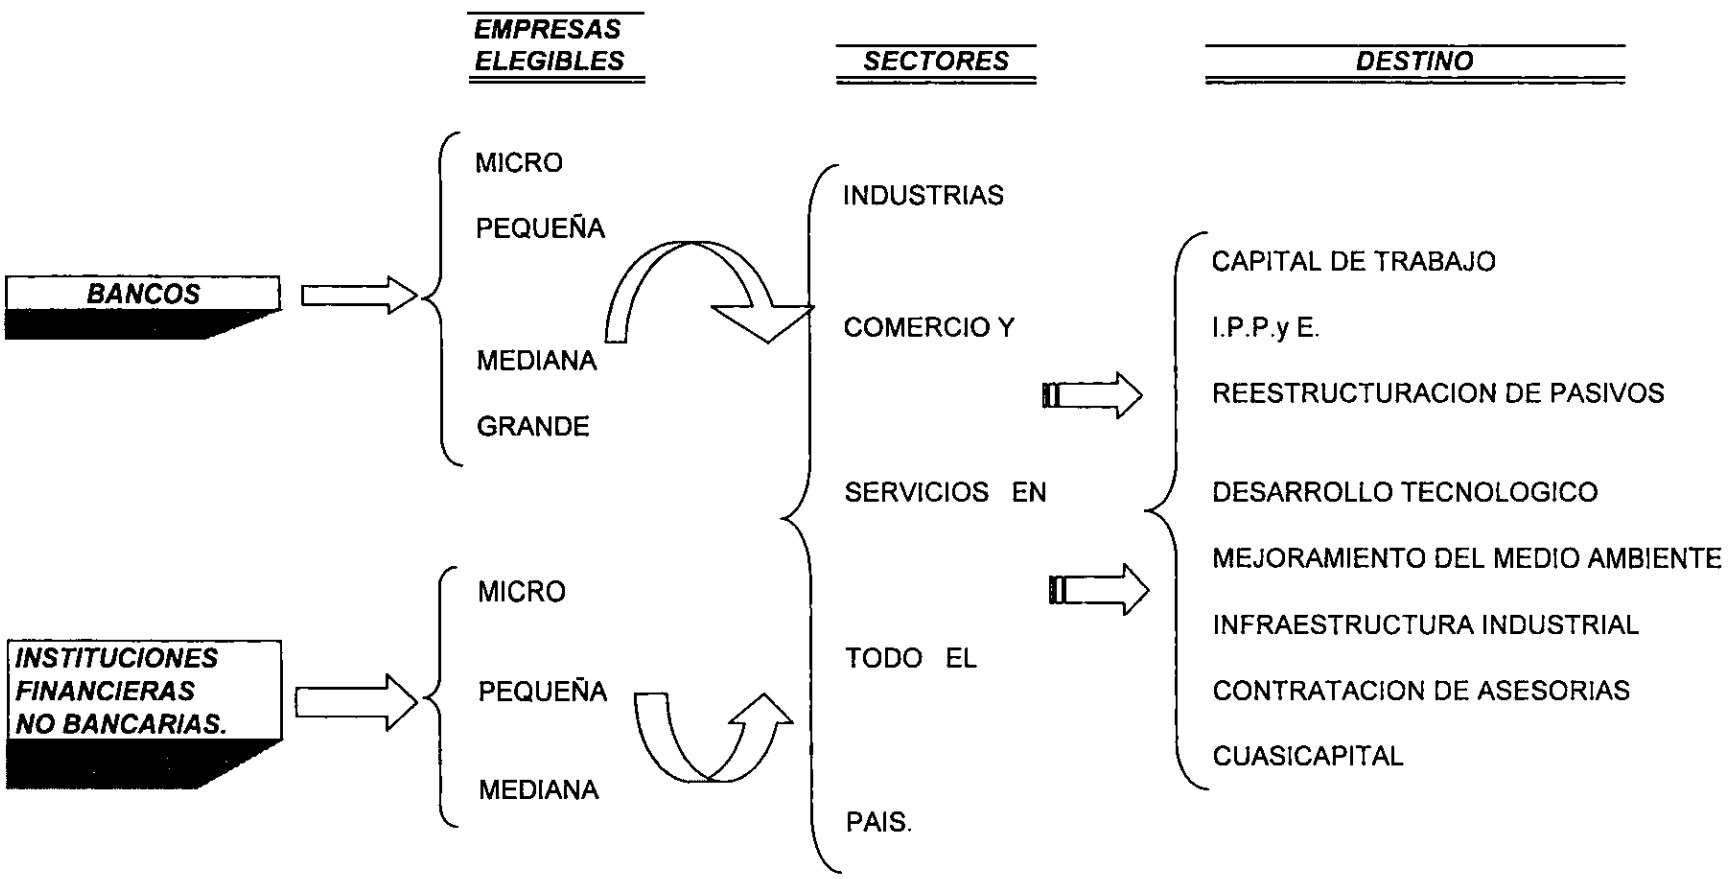 EMPRESAS
ELEGIBLES
SECTORES
DESTINO
BANCOS
MICRO
PEQUEÑA
MEDIANA
GRANDE
INSTITUCIONES
FINANCIERAS
NO BANCARIAS.
MICRO
PEQUEÑA
MEDIANA
INDUSTRIAS
COMERCIO Y
SERVICIOS EN
TODO EL
PAIS.
CAPITAL DE TRABAJO
I.P.P.y E.
REESTRUCTURACION DE PASIVOS
DESARROLLO TECNOLOGICO
MEJORAMIENTO DEL MEDIO AMBIENTE
INFRAESTRUCTURA INDUSTRIAL
CONTRATACION DE ASESORIAS
CUASICAPITAL